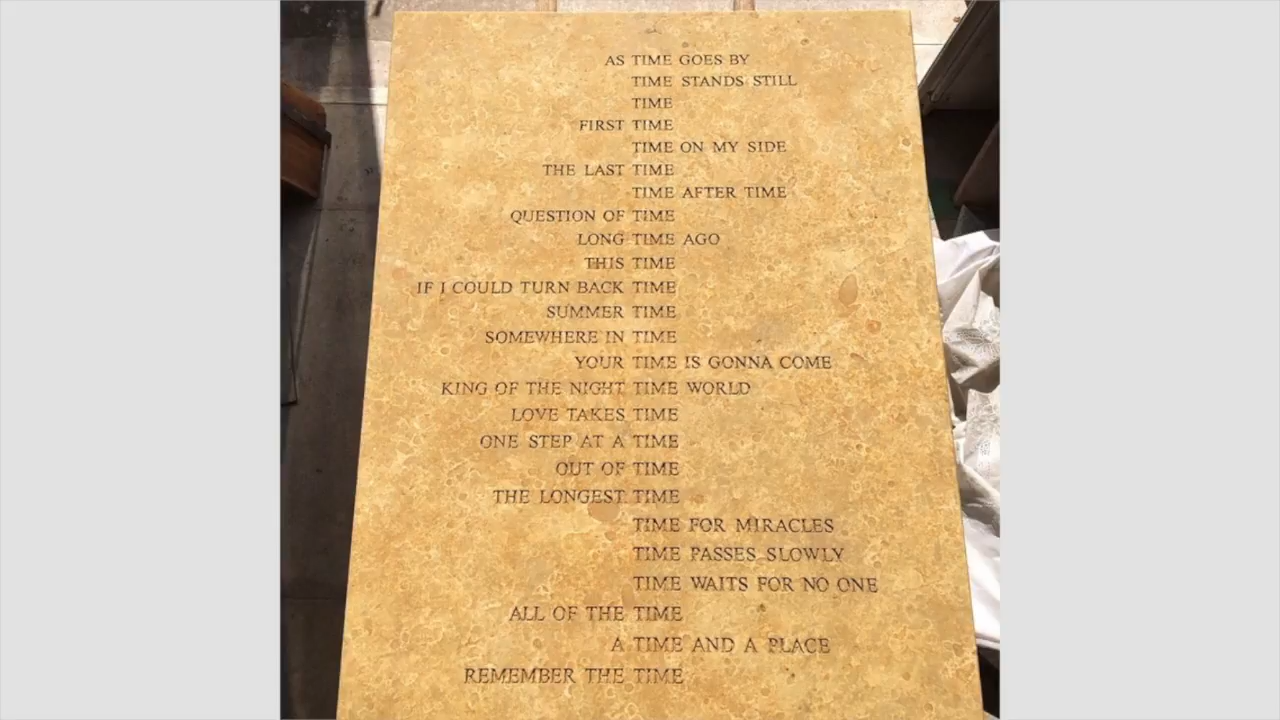 AS TIME GOES BY
TIME STANDS STILL
TIME
FIRST TIME
TIME ON MY SIDE
THE LAST TIME
TIME AFTER TIME
QUESTION OF TIME
LONG TIME AGO
THIS TIME
IF I COULD TURN BACK TIME
SUMMER TIME
SOMEWHERE IN TIME
YOUR TIME IS GONNA COME
KING OF THE NIGHT TIME WORLD
LOVE TAKES TIME
ONE STEP AT A TIME
OUT OF TIME
THE LONGEST TIME
TIME FOR MIRACLES
TIME PASSES SLOWLY
TIME WAITS FOR NO ONE
ALL OF THE TIME
A TIME AND A PLACE
REMEMBER THE TIME